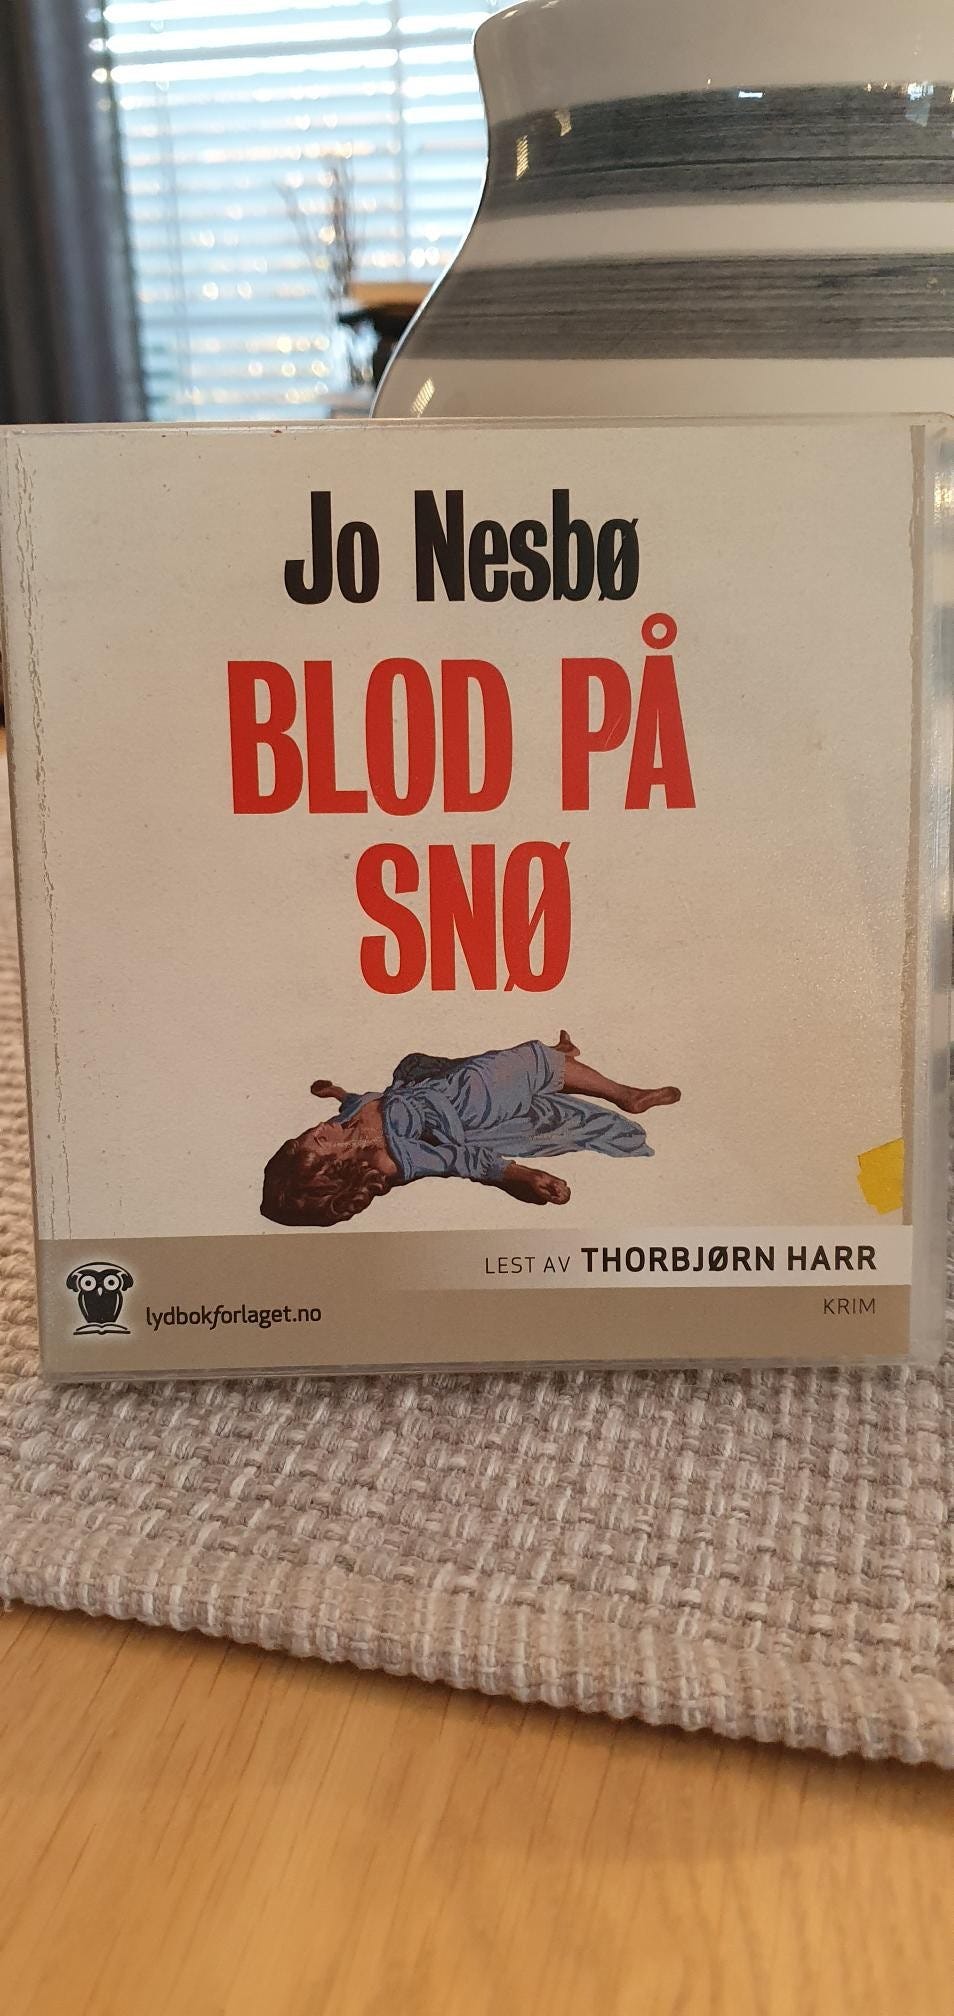 Jo Nesbø
BLOD PÅ
SNØ
LEST AV THORBJØRN HARR
lydbokforlaget.no
KRIM